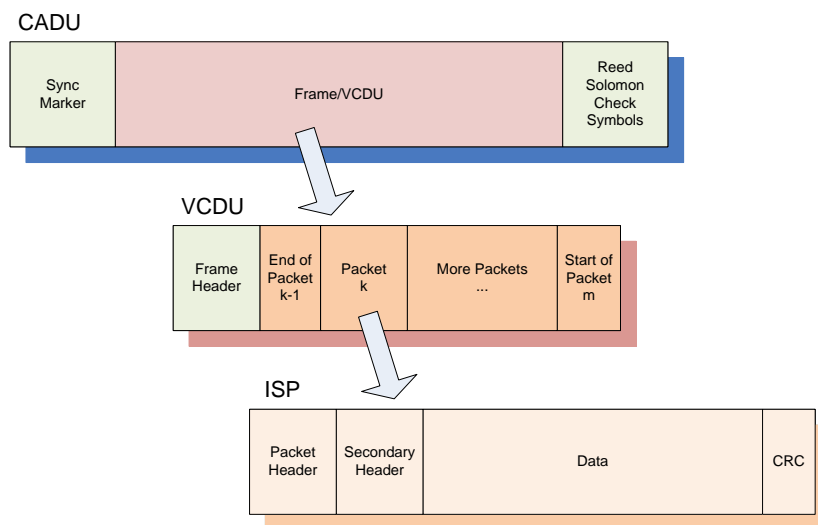 CADU
Sync
Marker
Frame/VCDU
Reed
Solomon
Check
Symbols
VCDU
Frame
Header
End of
Packet
k-1
Packet
k
More Packets
...
Start of
Packet
m
ISP
Packet
Header
Secondary
Header
Data
CRC